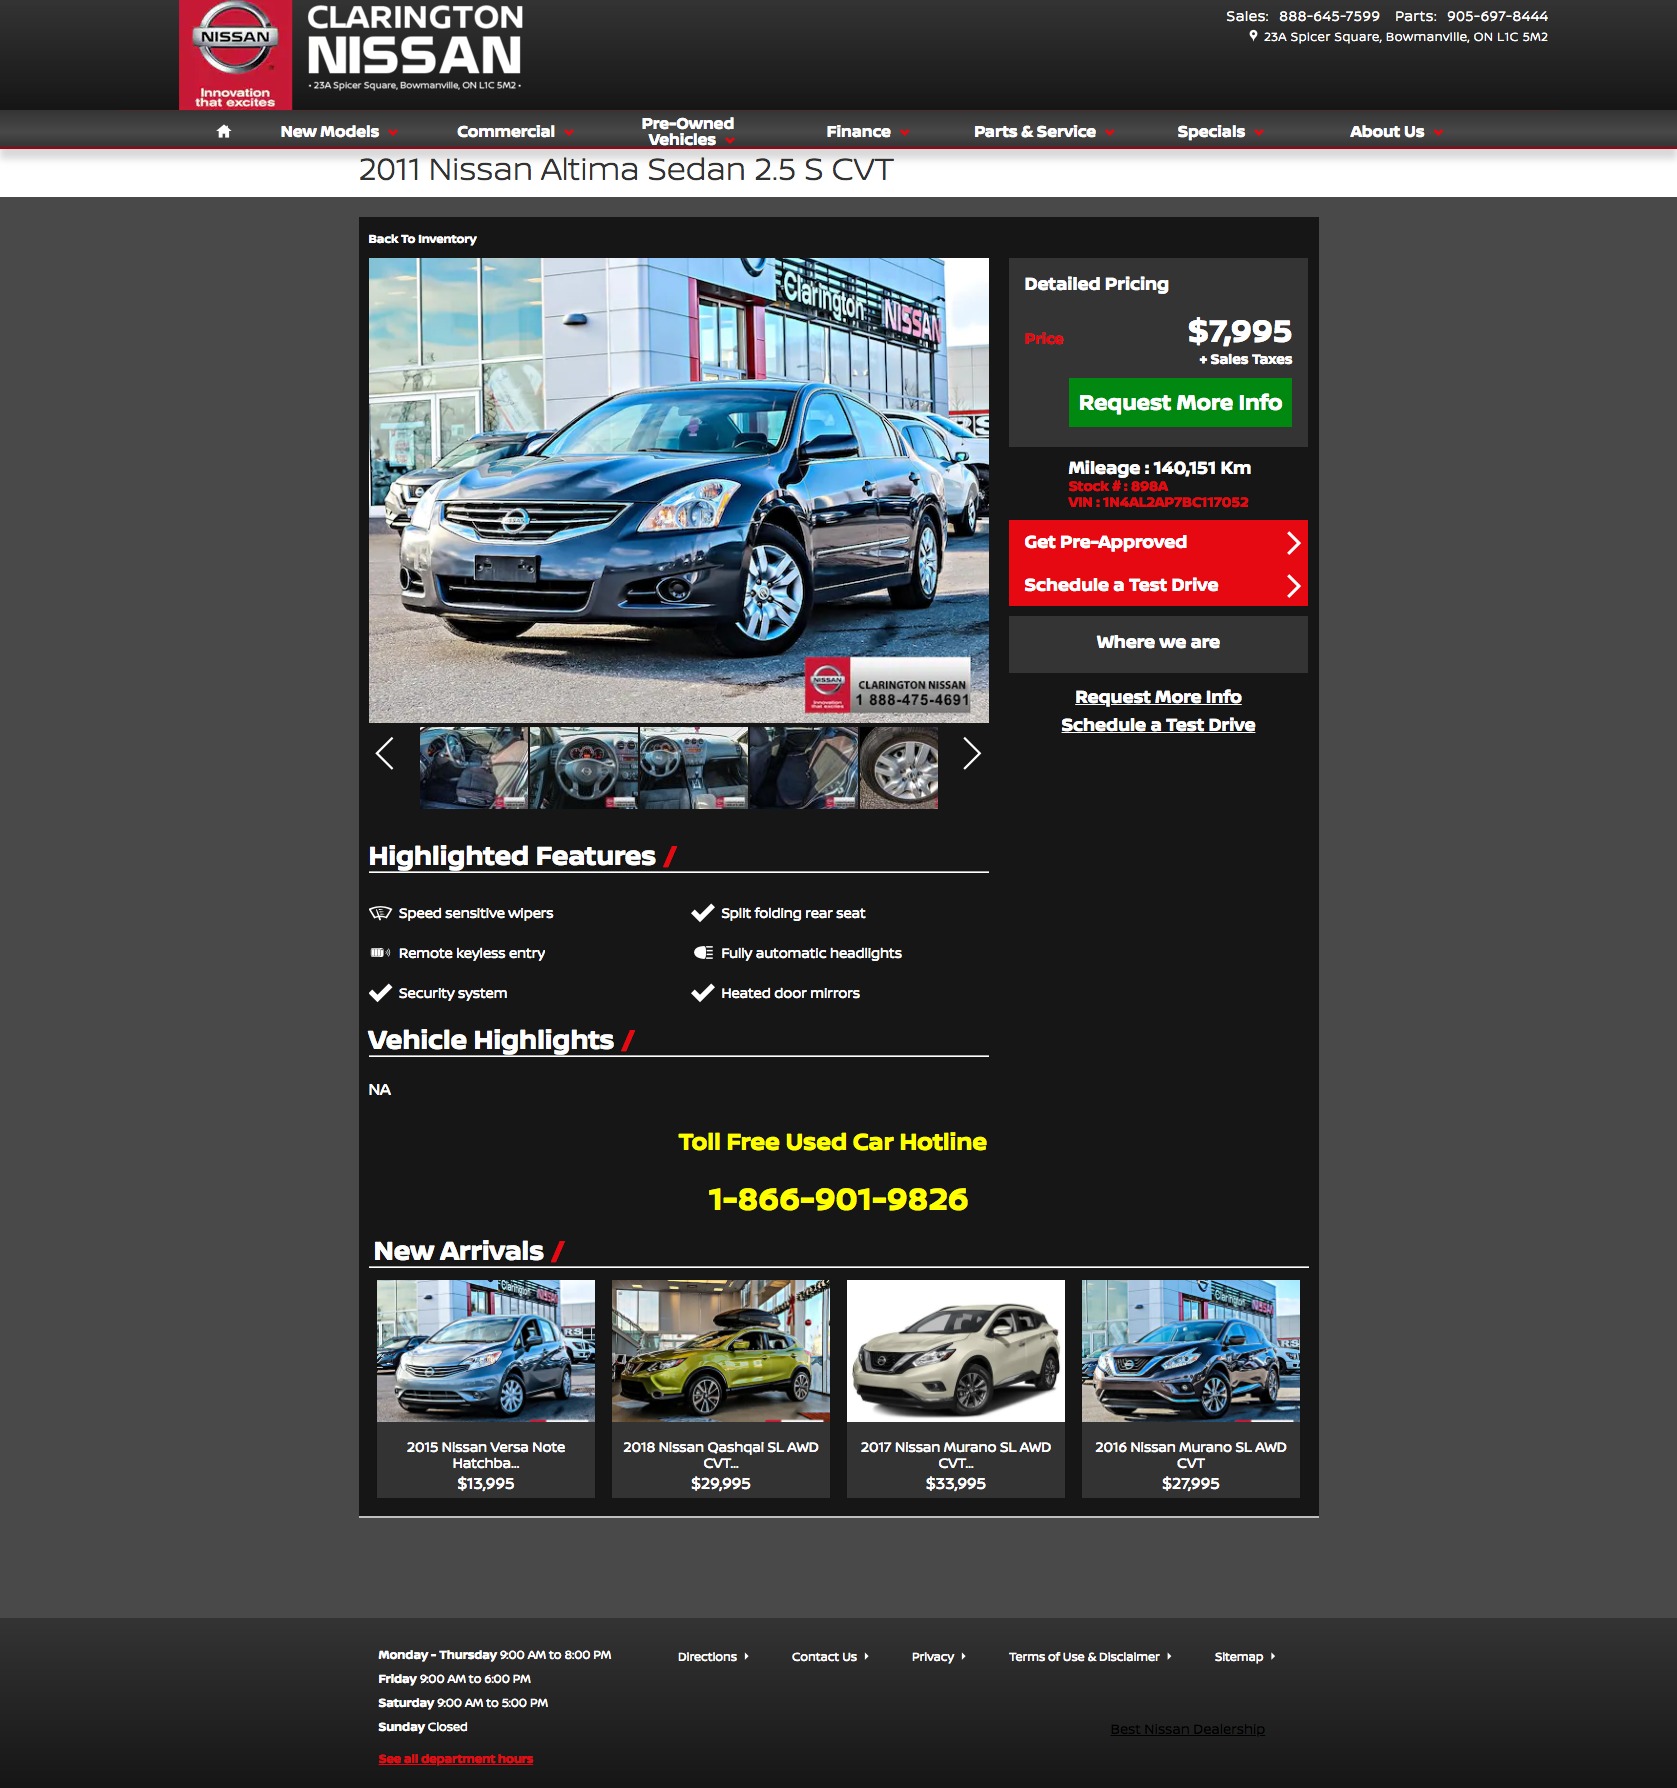 NISSAN
Innovation
that excites
CLARINGTON
NISSAN
• 23A Spicer Square, Bowmanville, ON L1C 5M2 •
Sales: 888-645-7599 Parts: 905-697-8444
23A Spicer Square, Bowmanville, ON L1C 5M2
New Models
Commercial
Pre-Owned
Vehicles
Finance
Parts & Service
Specials
About Us
2011 Nissan Altima Sedan 2.5 S CVT
Back To Inventory
Clarington
NISSAN
NISSAN
Innovation
that excites
CLARINGTON NISSAN
1 888-475-4691
Detailed Pricing
Price
$7,995
+ Sales Taxes
Request More Info
Mileage : 140,151 Km
Stock # : 898A
VIN : 1N4AL2AP7BC117052
Get Pre-Approved
Schedule a Test Drive
Where we are
Request More Info
Schedule a Test Drive
Highlighted Features /
Speed sensitive wipers
Split folding rear seat
Remote keyless entry
Fully automatic headlights
Security system
Heated door mirrors
Vehicle Highlights /
NA
Toll Free Used Car Hotline
1-866-901-9826
New Arrivals /
Clarington
NISSAN
Clarington
NISSAN
2015 Nissan Versa Note
Hatchba...
$13,995
2018 Nissan Qashqai SL AWD
CVT...
$29,995
2017 Nissan Murano SL AWD
CVT...
$33,995
2016 Nissan Murano SL AWD
CVT
$27,995
Monday - Thursday 9:00 AM to 8:00 PM
Friday 9:00 AM to 6:00 PM
Saturday 9:00 AM to 5:00 PM
Sunday Closed
See all department hours
Directions
Contact Us
Privacy
Terms of Use & Disclaimer
Sitemap
Best Nissan Dealership